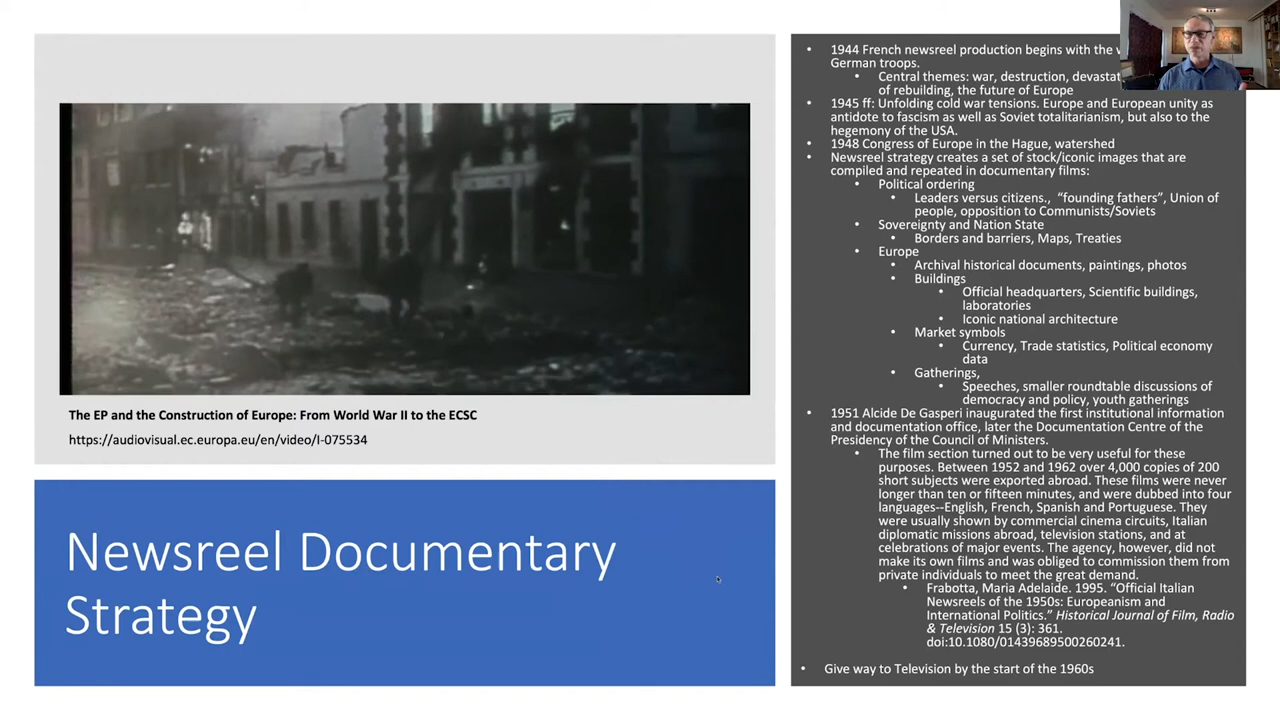 The EP and the Construction of Europe: From World War II to the ECSC
https://audiovisual.ec.europa.eu/en/video/I-075534
Newsreel Documentary
Strategy
• 1944 French newsreel production begins with the
German troops.
• Central themes: war, destruction,
of rebuilding, the future of Europe
• 1945 ff: Unfolding cold war tensions. Europe and European unity as
antidote to fascism as well as Soviet totalitarianism, but also to the
hegemony of the USA.
• 1948 Congress of Europe in the Hague, watershed
• Newsreel strategy creates a set of stock/iconic images that are
compiled and repeated in documentary films:
• Political ordering
• Leaders versus citizens., “founding fathers”, Union of
people, opposition to Communists/Soviets
• Sovereignty and Nation State
• Borders and barriers, Maps, Treaties
• Europe
• Archival historical documents, paintings, photos
• Buildings
• Official headquarters, Scientific buildings,
laboratories
• Iconic national architecture
• Market symbols
• Currency, Trade statistics, Political economy
data
• Gatherings,
• Speeches, smaller roundtable discussions of
democracy and policy, youth gatherings
• 1951 Alcide De Gasperi inaugurated the first institutional information
and documentation office, later the Documentation Centre of the
Presidency of the Council of Ministers.
• The film section turned out to be very useful for these
purposes. Between 1952 and 1962 over 4,000 copies of 200
short subjects were exported abroad. These films were never
longer than ten or fifteen minutes, and were dubbed into four
languages--English, French, Spanish and Portuguese. They
were usually shown by commercial cinema circuits, Italian
diplomatic missions abroad, television stations, and at
celebrations of major events. The agency, however, did not
make its own films and was obliged to commission them from
private individuals to meet the great demand.
• Frabotta, Maria Adelaide. 1995. “Official Italian
Newsreels of the 1950s: Europeanism and
International Politics.” Historical Journal of Film, Radio
& Television 15 (3): 361.
doi:10.1080/01439689500260241.
• Give way to Television by the start of the 1960s